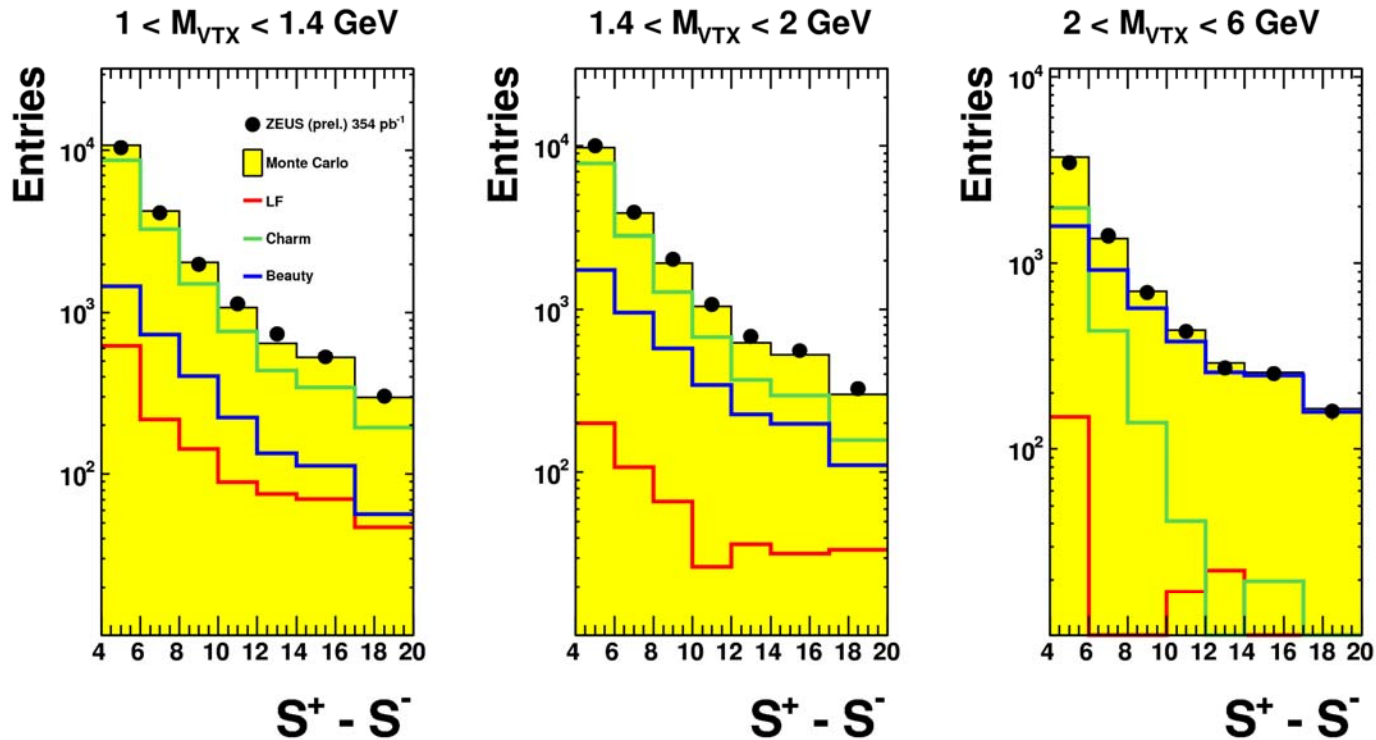 1 < M_VTX < 1.4 GeV
Entries
10^4
10^3
10^2
ZEUS (prel.) 354 pb^-1
Monte Carlo
LF
Charm
Beauty
4 6 8 10 12 14 16 18 20
S^+ - S^-
1.4 < M_VTX < 2 GeV
Entries
10^4
10^3
10^2
4 6 8 10 12 14 16 18 20
S^+ - S^-
2 < M_VTX < 6 GeV
Entries
10^4
10^3
10^2
4 6 8 10 12 14 16 18 20
S^+ - S^-